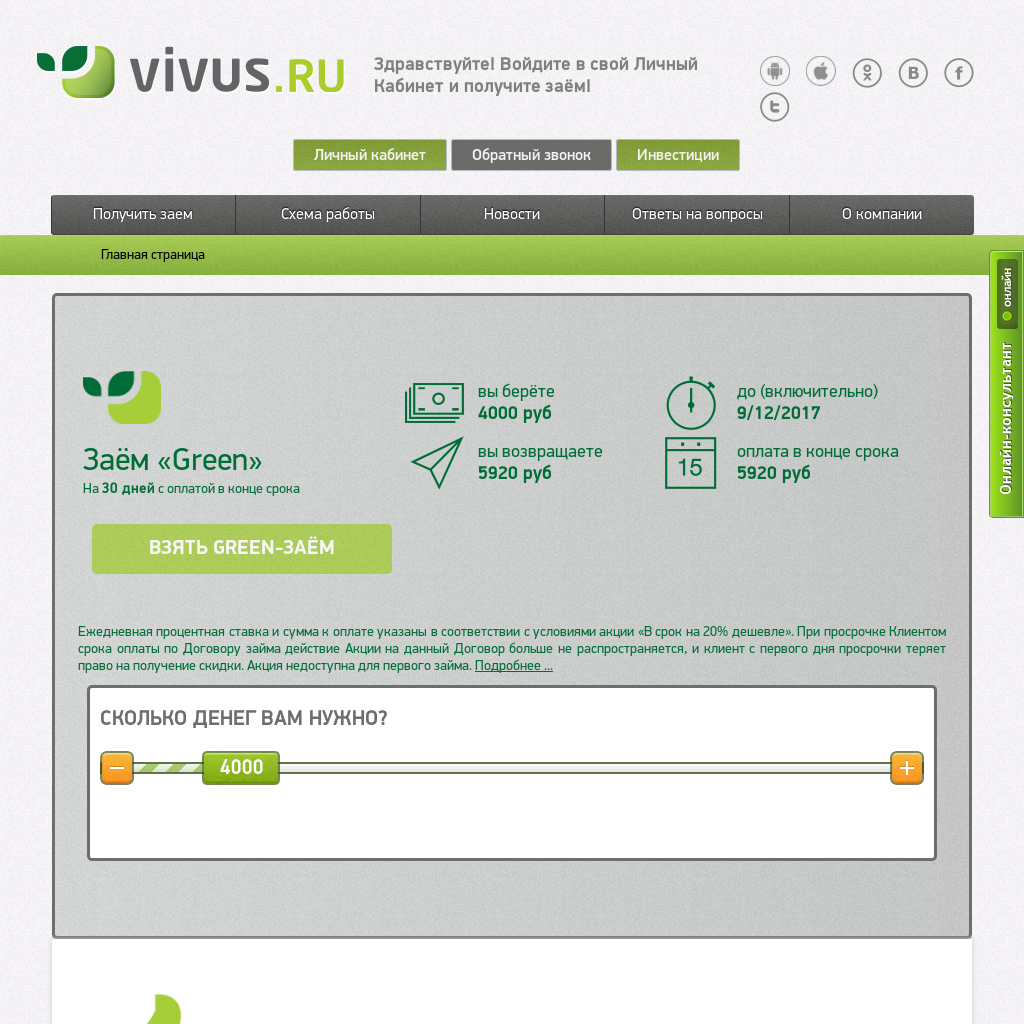 vivus.RU
Здравствуйте! Войдите в свой Личный
Кабинет и получите заём!
Личный кабинет
Обратный звонок
Инвестиции
Получить заем
Схема работы
Новости
Ответы на вопросы
О компании
Главная страница
онлайн
Онлайн-консультант
вы берёте
4000 руб
до (включительно)
9/12/2017
Заём «Green»
На 30 дней с оплатой в конце срока
вы возвращаете
5920 руб
15
оплата в конце срока
5920 руб
ВЗЯТЬ GREEN-ЗАЁМ
Ежедневная процентная ставка и сумма к оплате указаны в соответствии с условиями акции «В срок на 20% дешевле». При просрочке Клиентом
срока оплаты по Договору займа действие Акции на данный Договор больше не распространяется, и клиент с первого дня просрочки теряет
право на получение скидки. Акция недоступна для первого займа. Подробнее ...
СКОЛЬКО ДЕНЕГ ВАМ НУЖНО?
4000